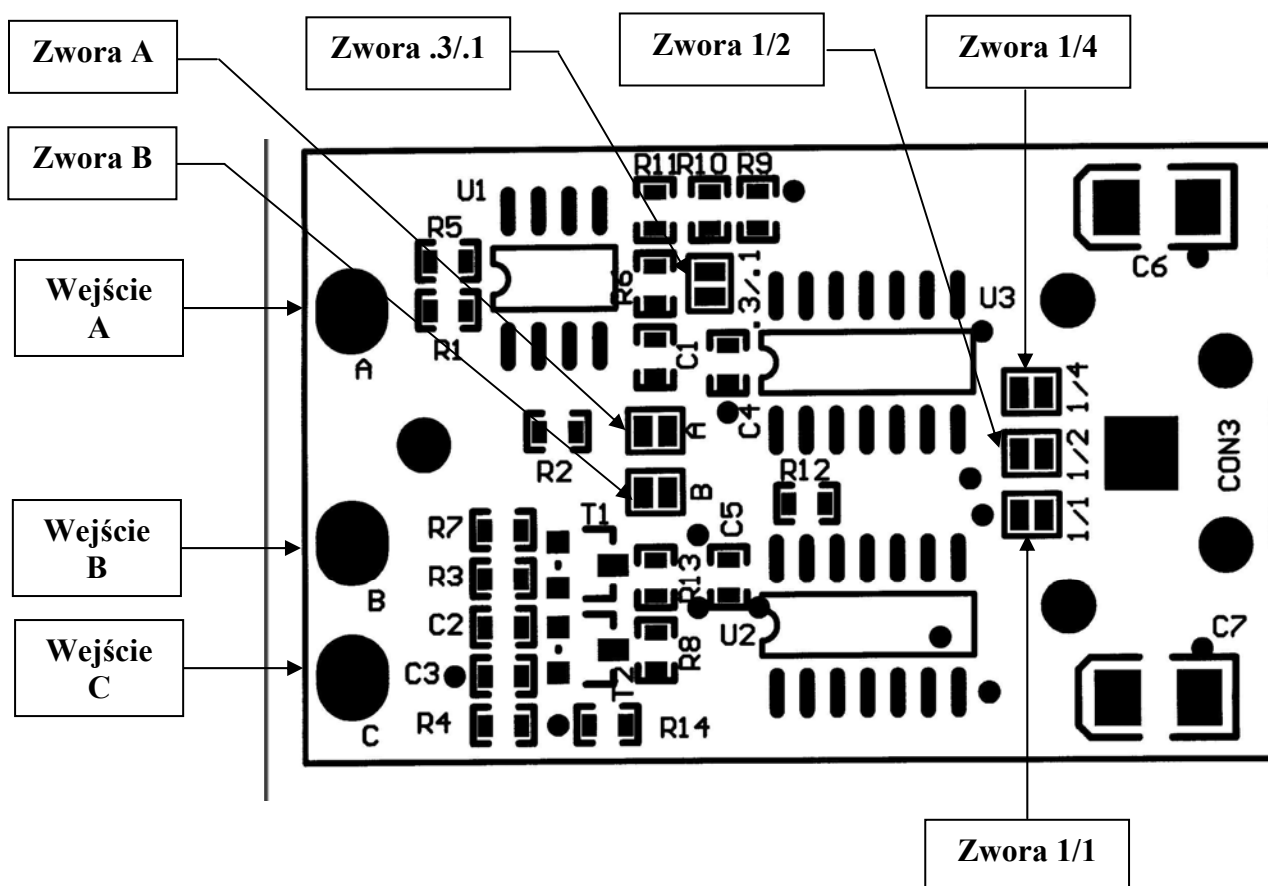 Zwora A
Zwora .3/.1
Zwora 1/2
Zwora 1/4
Zwora B
Wejście
A
Wejście
B
Wejście
C
Zwora 1/1
R11
R10
R9
U1
R5
R6
.3/.1
C6
U3
R1
C1
A
1/4
C4
A
R2
1/2
CON3
R12
B
1/1
R7
T1
C5
R3
R13
B
C2
U2
R8
C7
C3
T2
R4
R14
C